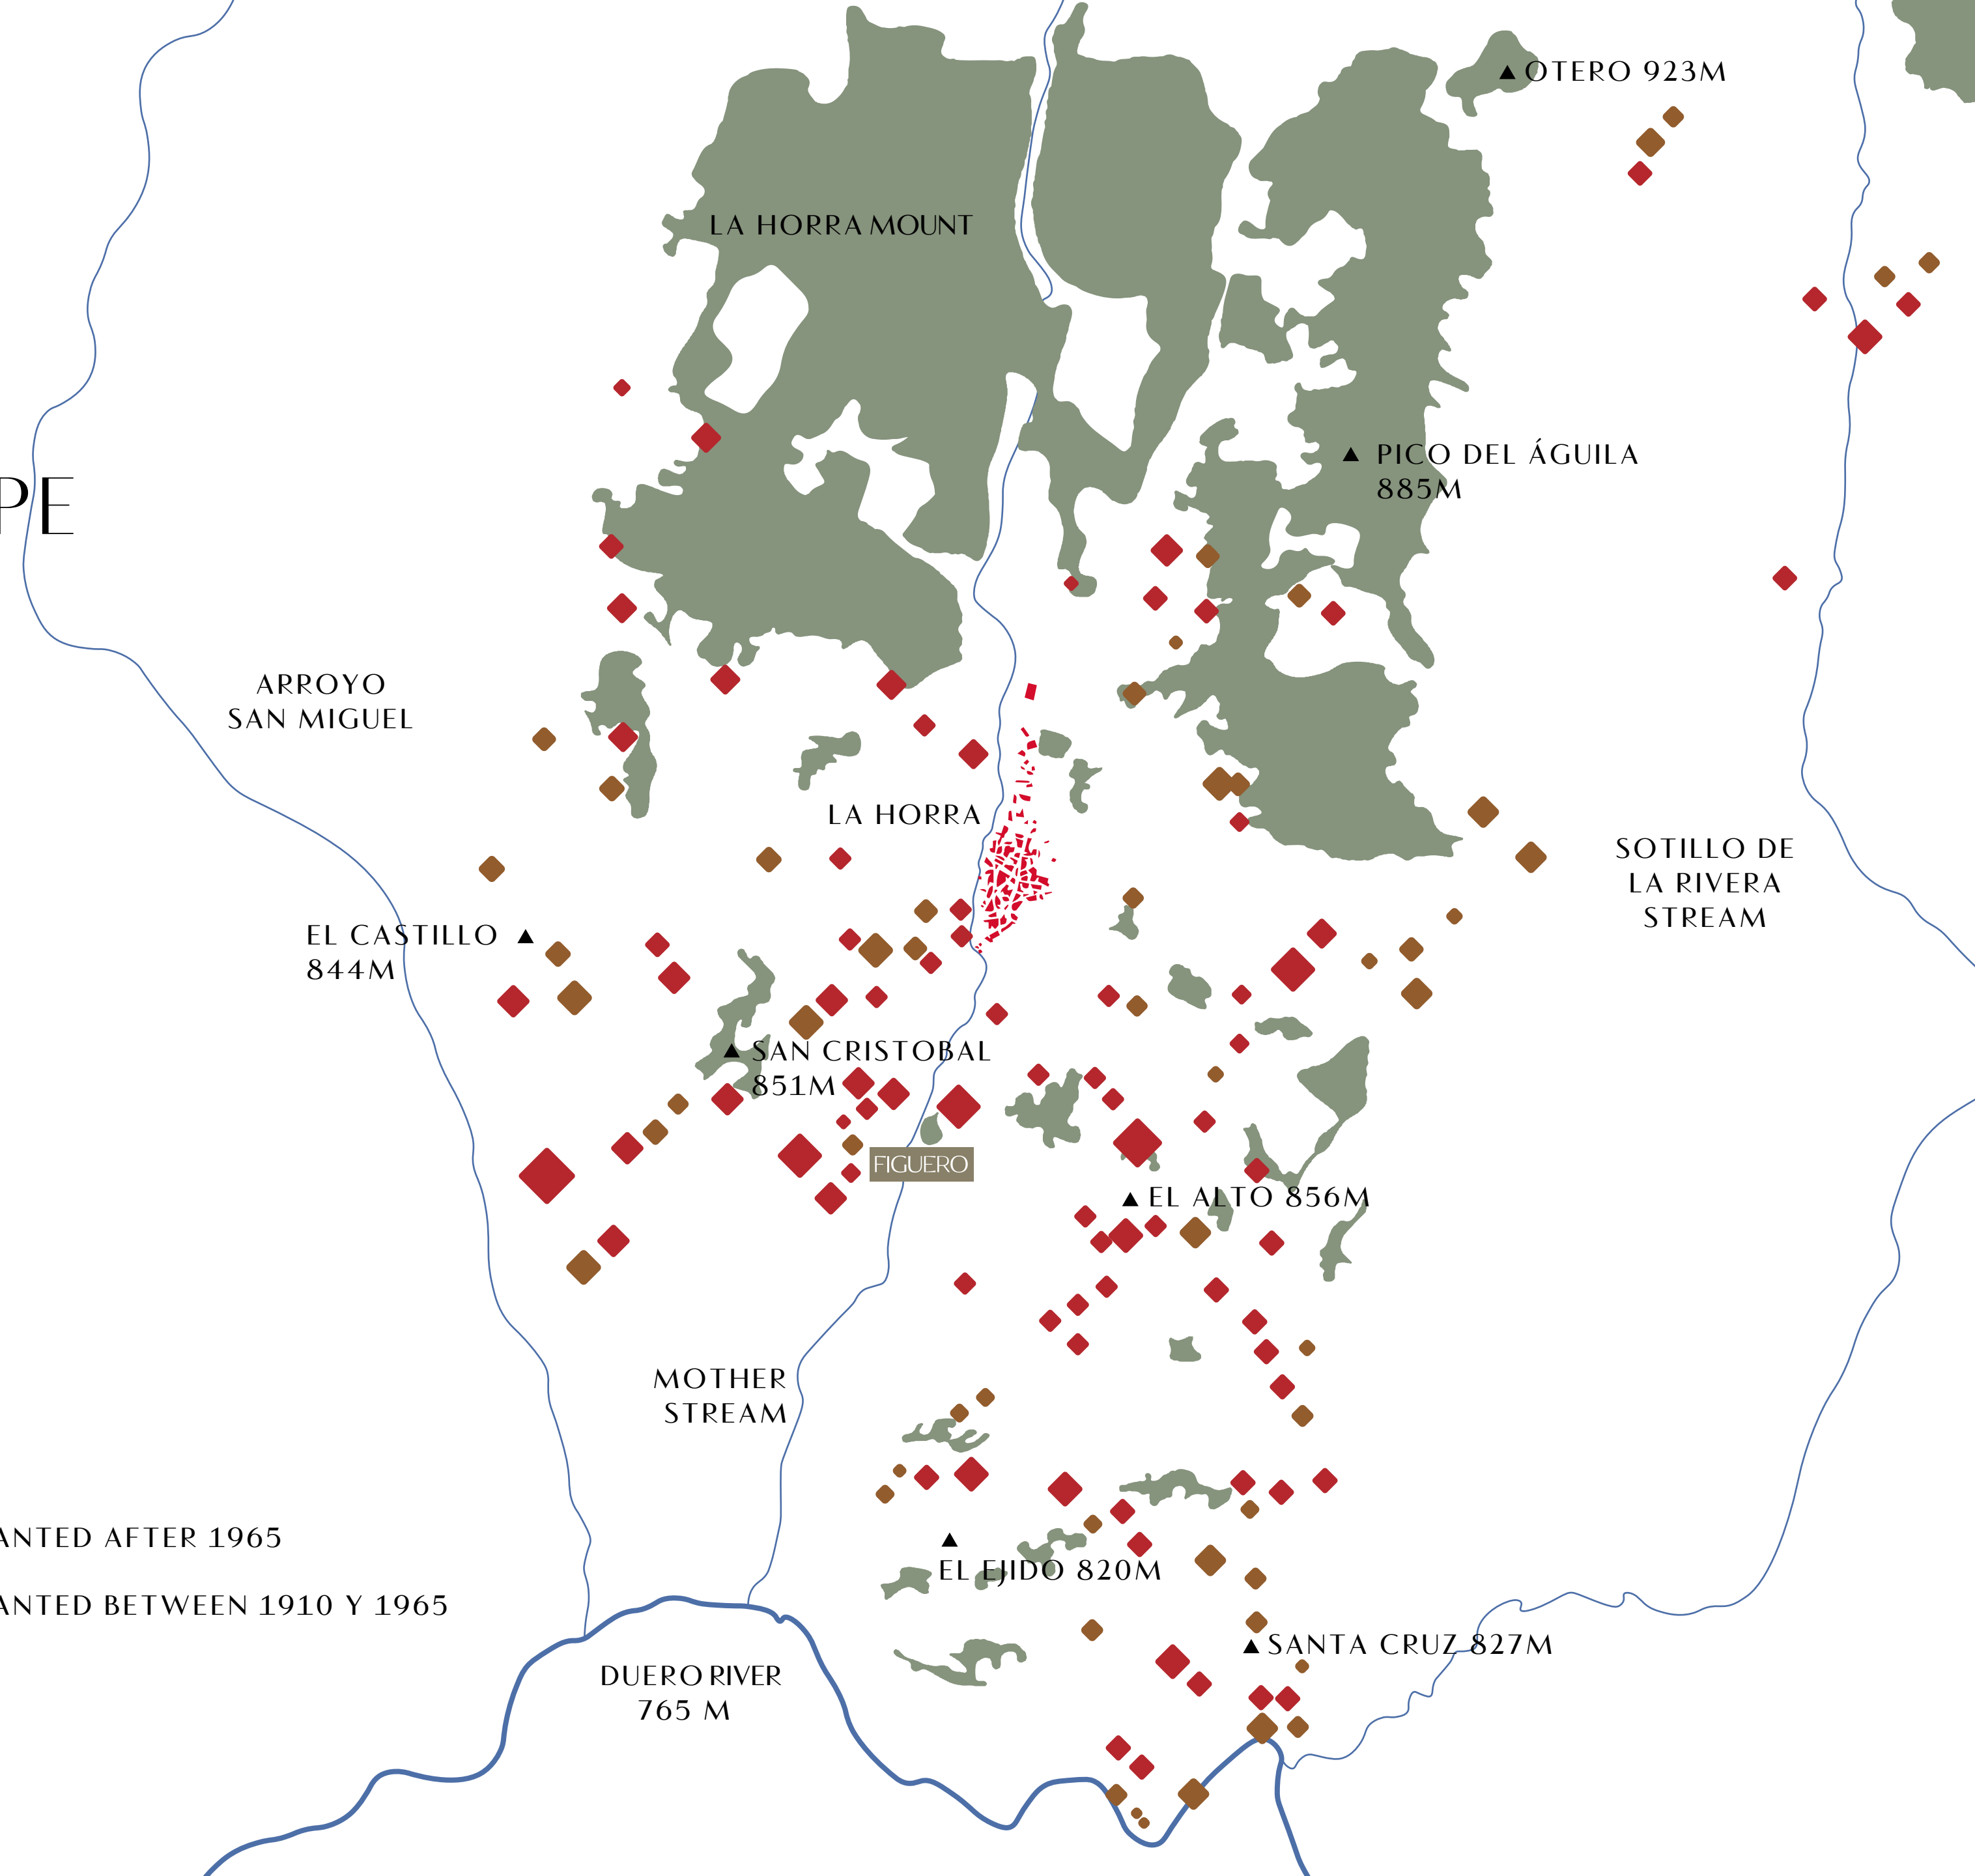 OTERO 923M
LA HORRA MOUNT
PICO DEL ÁGUILA
885M
PE
ARROYO
SAN MIGUEL
LA HORRA
SOTILLO DE
LA RIVERA
STREAM
EL CASTILLO
844M
SAN CRISTOBAL
851M
FIGUERO
EL ALTO 856M
MOTHER
STREAM
ANTED AFTER 1965
EL EJIDO 820M
ANTED BETWEEN 1910 Y 1965
SANTA CRUZ 827M
DUERO RIVER
765 M